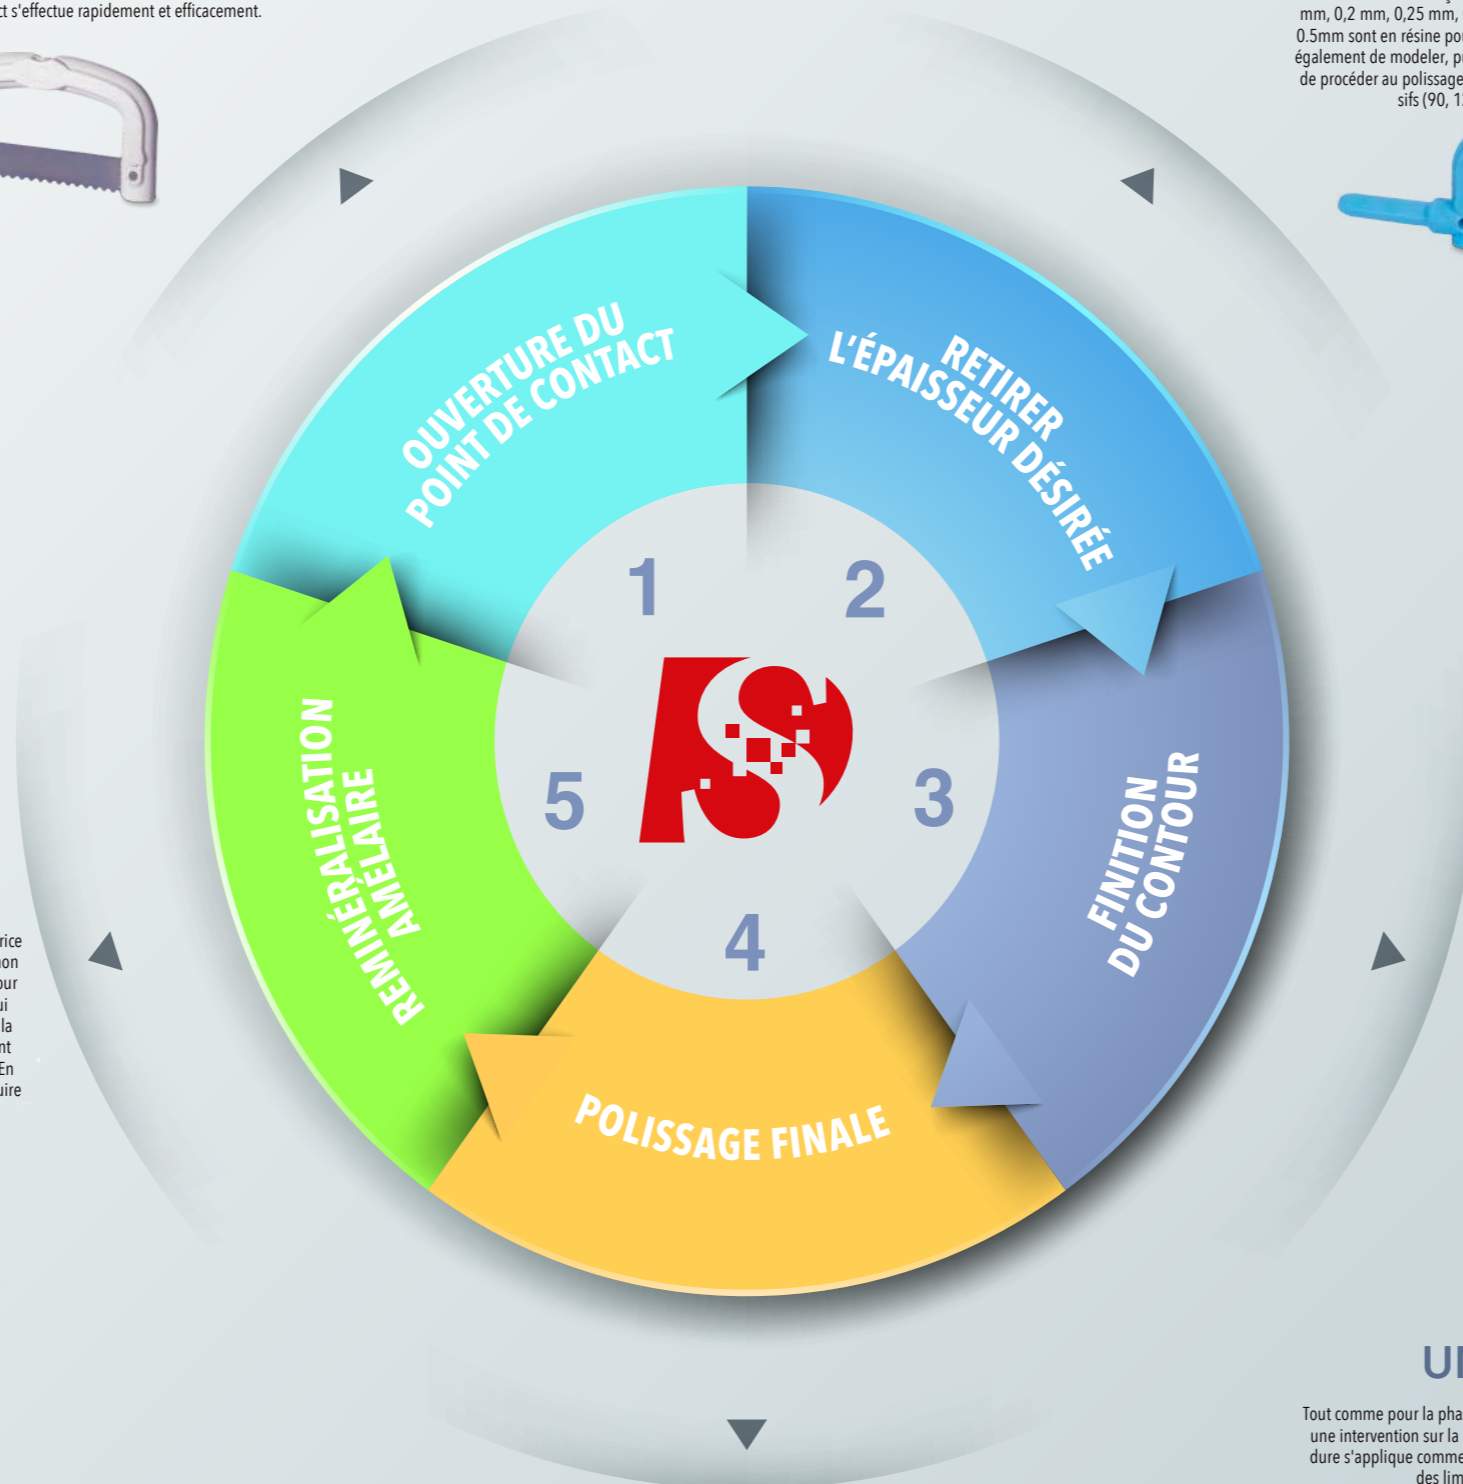 ct s'effectue rapidement et efficacement.
mm, 0,2 mm, 0,25 mm,
0.5mm sont en résine pou
également de modeler, pu
de procéder au polissage
sifs (90, 1
OUVERTURE DU
POINT DE CONTACT
RETIRER
L'ÉPAISSEUR DÉSIRÉE
1
2
3
4
5
FINITION
DU CONTOUR
POLISSAGE FINALE
REMINÉRALISATION
AMÉLAIRE
rice
non
our
ui
la
nt
En
uire
Tout comme pour la pha
une intervention sur la
dure s'applique comme
des lim